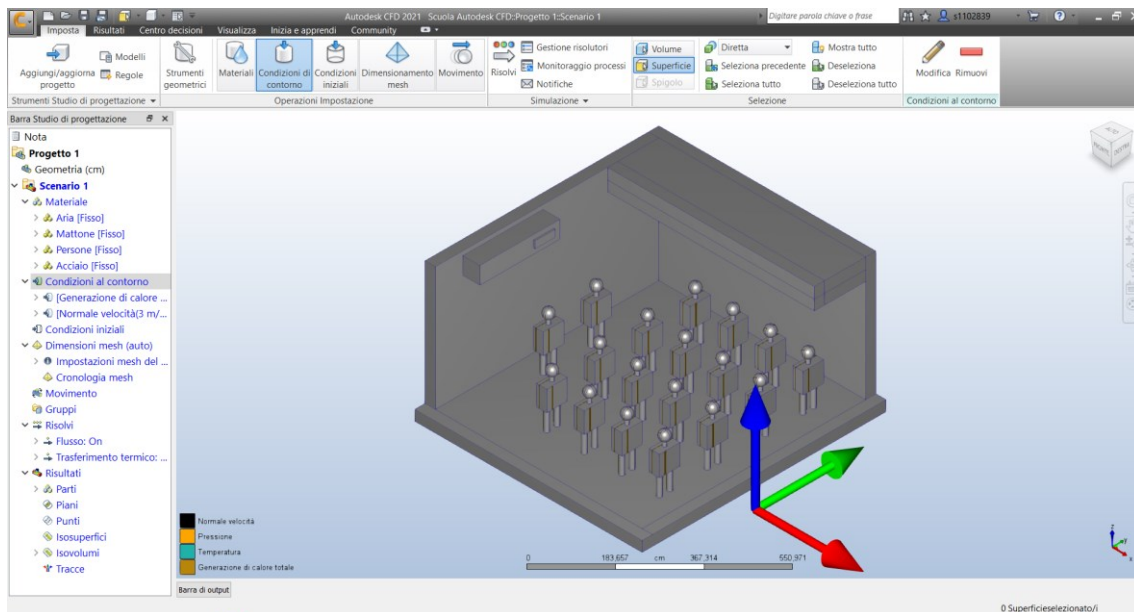 Autodesk CFD 2021 Scuola Autodesk CFD::Progetto 1::Scenario 1
Digitare parola chiave o frase
s1102839
Imposta Risultati Centro decisioni Visualizza Inizia e apprendi Community
Aggiungi/aggiorna progetto
Modelli
Regole
Strumenti geometrici
Materiali
Condizioni di contorno
Condizioni iniziali
Dimensionamento mesh
Movimento
Risolvi
Gestione risolutori
Monitoraggio processi
Notifiche
Volume
Superficie
Spigolo
Diretta
Seleziona precedente
Seleziona tutto
Mostra tutto
Deseleziona
Deseleziona tutto
Modifica Rimuovi
Strumenti Studio di progettazione
Operazioni Impostazione
Simulazione
Selezione
Condizioni al contorno
Barra Studio di progettazione
Nota
Progetto 1
Geometria (cm)
Scenario 1
Materiale
Aria [Fisso]
Mattone [Fisso]
Persone [Fisso]
Acciaio [Fisso]
Condizioni al contorno
[Generazione di calore ...
[Normale velocità(3 m/...
Condizioni iniziali
Dimensioni mesh (auto)
Impostazioni mesh del ...
Cronologia mesh
Movimento
Gruppi
Risolvi
Flusso: On
Trasferimento termico: ...
Risultati
Parti
Piani
Punti
Isosuperfici
Isovolumi
Tracce
Normale velocità
Pressione
Temperatura
Generazione di calore totale
0 183,657 cm 367,314 550,971
Barra di output
0 Superficieselezionato/i